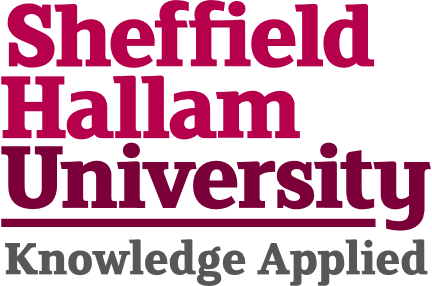 Sheffield
Hallam
University
Knowledge Applied